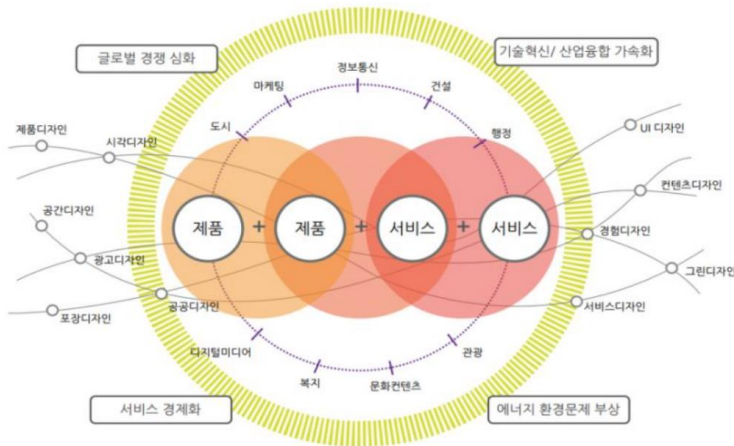 글로벌 경쟁 심화
기술혁신/ 산업융합 가속화
정보통신
마케팅
건설
도시
행정
제품디자인
시각디자인
UI 디자인
컨텐츠디자인
공간디자인
제품 + 제품 + 서비스 + 서비스
경험디자인
광고디자인
그린디자인
공공디자인
서비스디자인
포장디자인
디지털미디어
관광
복지
문화컨텐츠
서비스 경제화
에너지 환경문제 부상